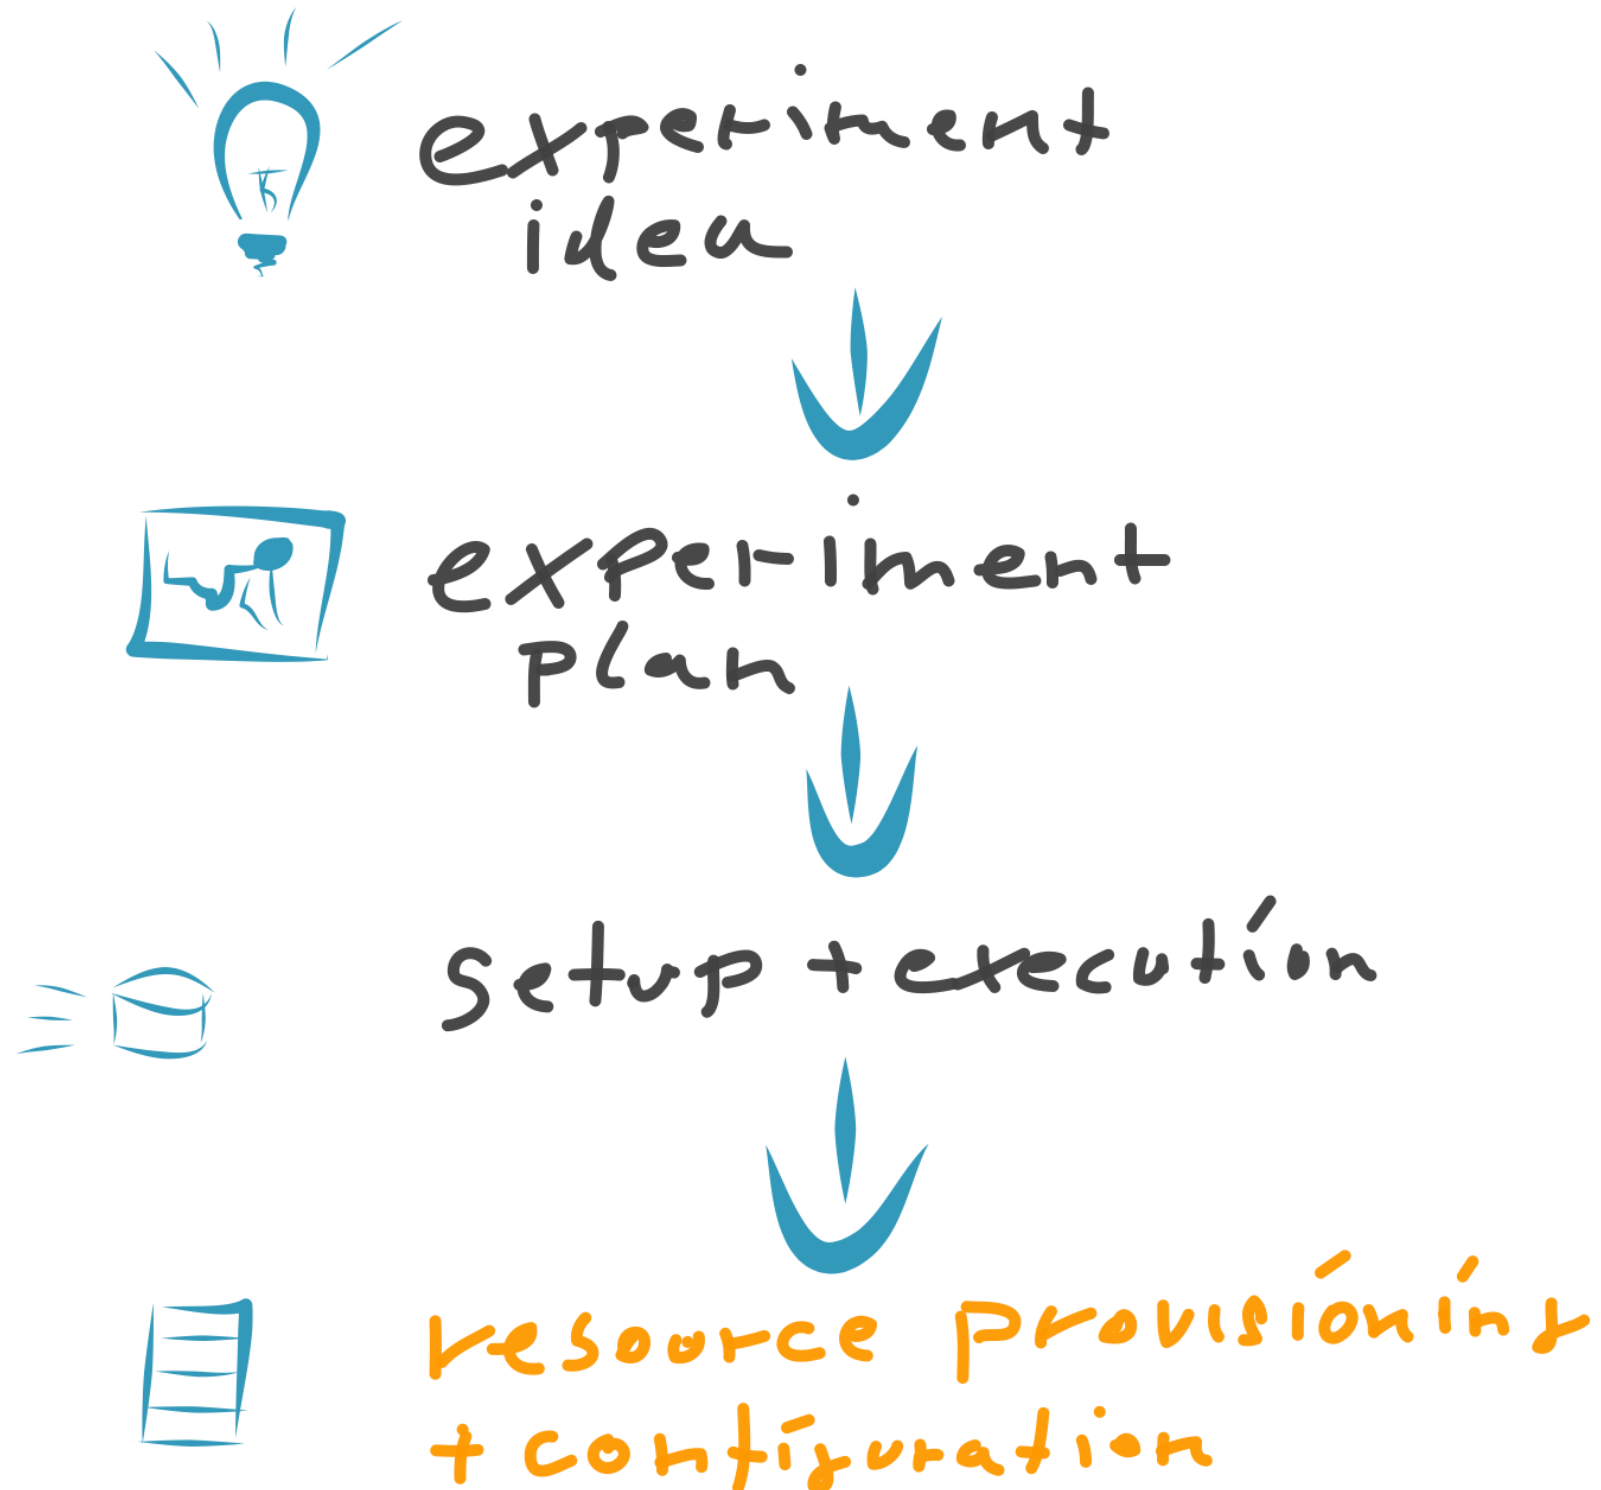 experiment
idea
experiment
plan
setup + execution
resource provisioning
+ configuration